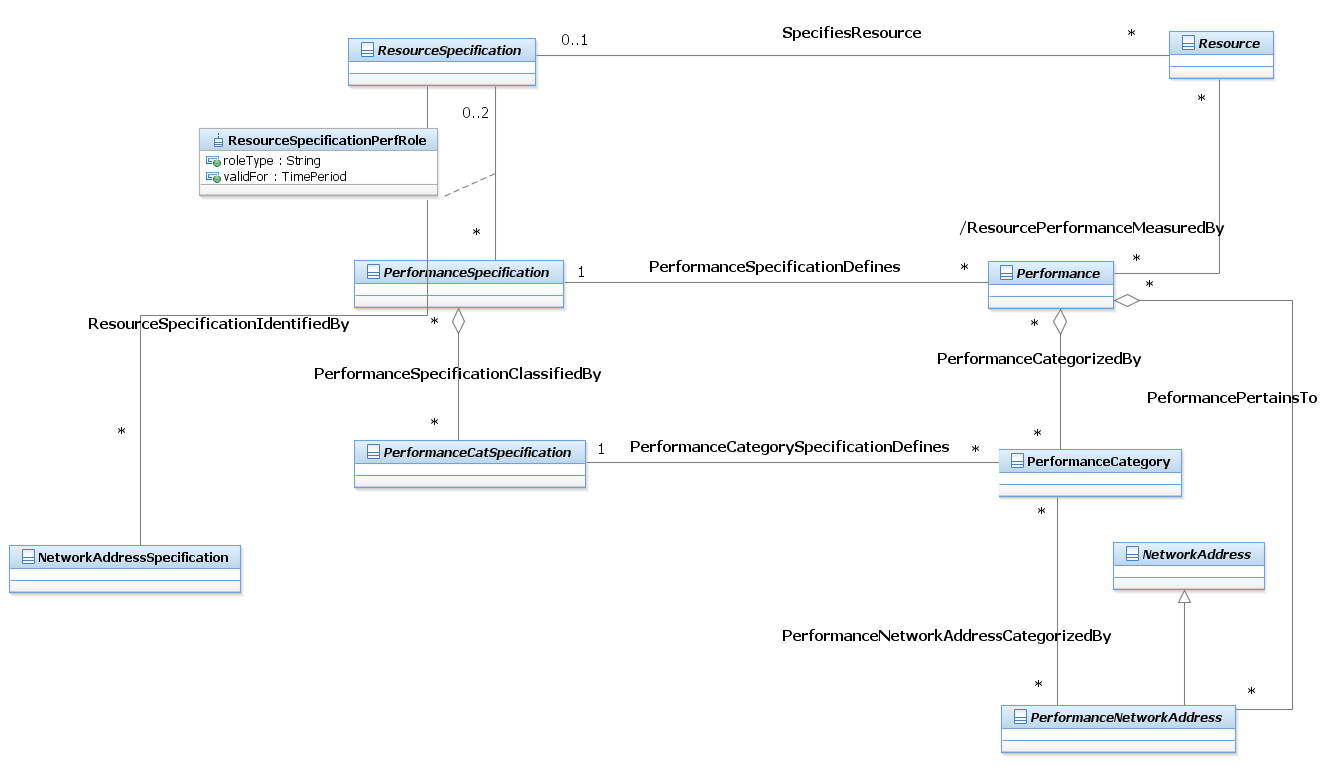 SpecifiesResource
0..1
*
ResourceSpecification
Resource
*
0..2
ResourceSpecificationPerfRole
roleType : String
validFor : TimePeriod
*
/ResourcePerformanceMeasuredBy
PerformanceSpecification
1
PerformanceSpecificationDefines
*
Performance
*
*
ResourceSpecificationIdentifiedBy
*
*
PerformanceCategorizedBy
PerformanceSpecificationClassifiedBy
PeformancePertainsTo
*
*
*
PerformanceCatSpecification
1
PerformanceCategorySpecificationDefines
*
PerformanceCategory
*
NetworkAddressSpecification
NetworkAddress
PerformanceNetworkAddressCategorizedBy
*
*
PerformanceNetworkAddress